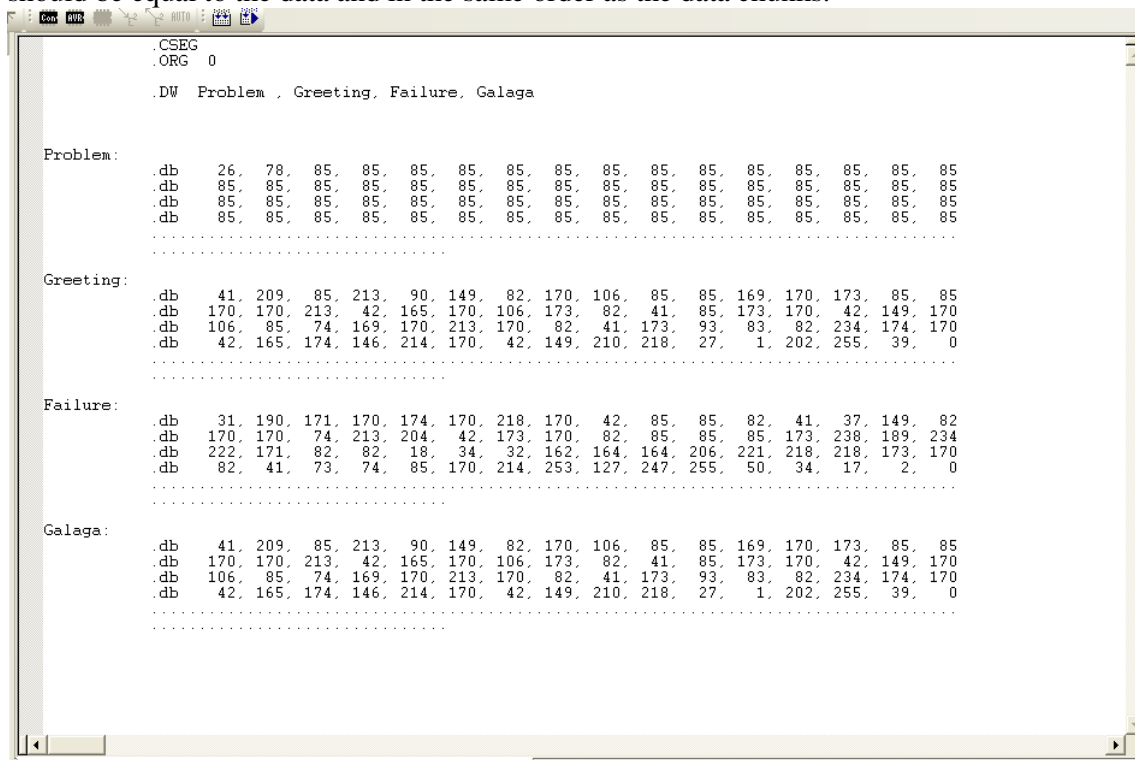 should be equal to the data and in the same order as the data chunks.
Con AVR AUTO
.CSEG
.ORG 0
.DW Problem , Greeting, Failure, Galaga
Problem:
.db 26, 78, 85, 85, 85, 85, 85, 85, 85, 85, 85, 85, 85, 85, 85, 85
.db 85, 85, 85, 85, 85, 85, 85, 85, 85, 85, 85, 85, 85, 85, 85, 85
.db 85, 85, 85, 85, 85, 85, 85, 85, 85, 85, 85, 85, 85, 85, 85, 85
.db 85, 85, 85, 85, 85, 85, 85, 85, 85, 85, 85, 85, 85, 85, 85, 85
..................................................................
...............................
Greeting:
.db 41, 209, 85, 213, 90, 149, 82, 170, 106, 85, 85, 169, 170, 173, 85, 85
.db 170, 170, 213, 42, 165, 170, 106, 173, 82, 41, 85, 173, 170, 42, 149, 170
.db 106, 85, 74, 169, 170, 213, 170, 82, 41, 173, 93, 83, 82, 234, 174, 170
.db 42, 165, 174, 146, 214, 170, 42, 149, 210, 218, 27, 1, 202, 255, 39, 0
..................................................................
...............................
Failure:
.db 31, 190, 171, 170, 174, 170, 218, 170, 42, 85, 85, 82, 41, 37, 149, 82
.db 170, 170, 74, 213, 204, 42, 173, 170, 82, 85, 85, 85, 173, 238, 189, 234
.db 222, 171, 82, 82, 18, 34, 32, 162, 164, 164, 206, 221, 218, 218, 173, 170
.db 82, 41, 73, 74, 85, 170, 214, 253, 127, 247, 255, 50, 34, 17, 2, 0
..................................................................
...............................
Galaga:
.db 41, 209, 85, 213, 90, 149, 82, 170, 106, 85, 85, 169, 170, 173, 85, 85
.db 170, 170, 213, 42, 165, 170, 106, 173, 82, 41, 85, 173, 170, 42, 149, 170
.db 106, 85, 74, 169, 170, 213, 170, 82, 41, 173, 93, 83, 82, 234, 174, 170
.db 42, 165, 174, 146, 214, 170, 42, 149, 210, 218, 27, 1, 202, 255, 39, 0
..................................................................
...............................